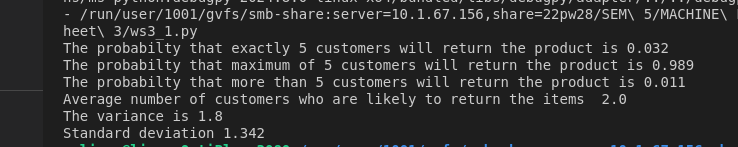 - /run/user/1001/gvfs/smb-share:server=10.1.67.156,share=22pw28/SEM\ 5/MACHINE\
heet\ 3/ws3_1.py
The probabilty that exactly 5 customers will return the product is 0.032
The probabilty that maximum of 5 customers will return the product is 0.989
The probabilty that more than 5 customers will return the product is 0.011
Average number of customers who are likely to return the items  2.0
The variance is 1.8
Standard deviation 1.342